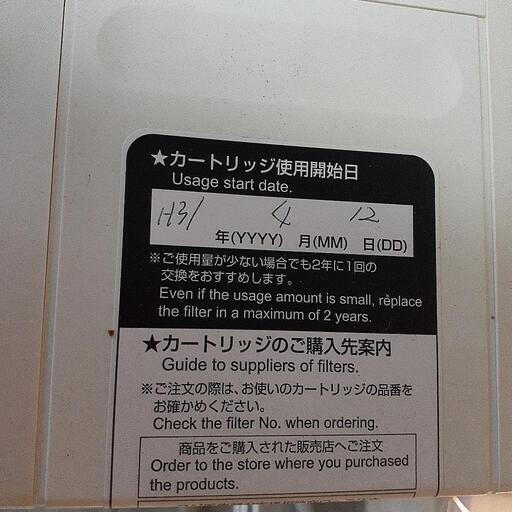 ★カートリッジ使用開始日
Usage start date.
H31 4 12
年(YYYY) 月(MM) 日(DD)
※ご使用量が少ない場合でも2年に1回の
交換をおすすめします。
Even if the usage amount is small, replace
the filter in a maximum of 2 years.
★カートリッジのご購入先案内
Guide to suppliers of filters.
※ご注文の際は、お使いのカートリッジの品番を
お確かめください。
Check the filter No. when ordering.
商品をご購入された販売店へご注文
Order to the store where you purchased
the products.